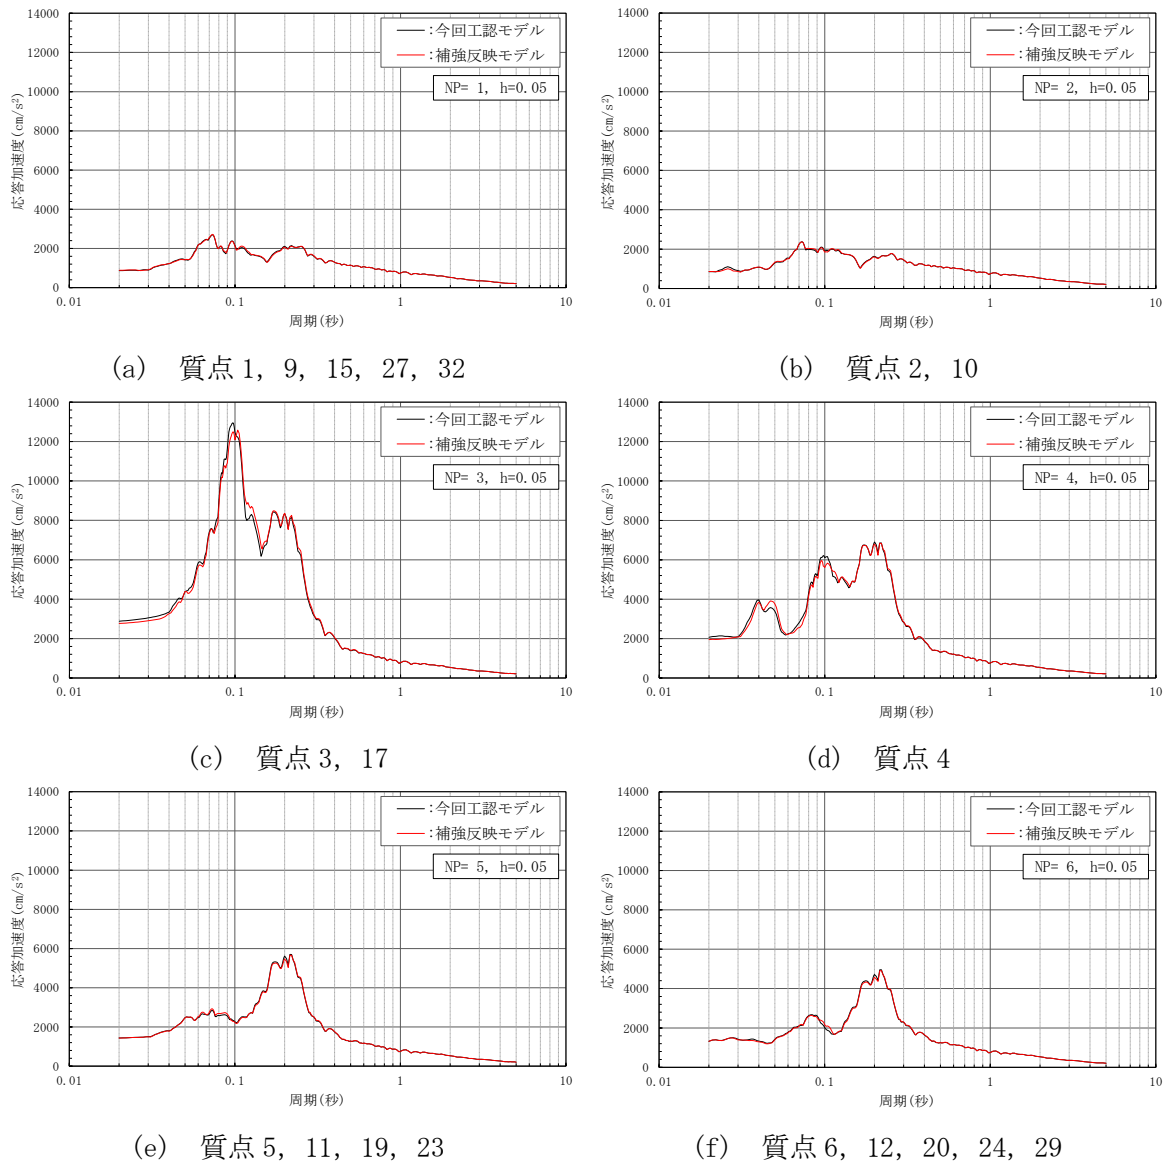 14000
12000
10000
8000
6000
4000
2000
0
応答加速度(cm/s²)
:今回工認モデル
:補強反映モデル
NP= 1, h=0.05
0.01 0.1 1 10
周期(秒)
(a) 質点 1, 9, 15, 27, 32
14000
12000
10000
8000
6000
4000
2000
0
応答加速度(cm/s²)
:今回工認モデル
:補強反映モデル
NP= 2, h=0.05
0.01 0.1 1 10
周期(秒)
(b) 質点 2, 10
14000
12000
10000
8000
6000
4000
2000
0
応答加速度(cm/s²)
:今回工認モデル
:補強反映モデル
NP= 3, h=0.05
0.01 0.1 1 10
周期(秒)
(c) 質点 3, 17
14000
12000
10000
8000
6000
4000
2000
0
応答加速度(cm/s²)
:今回工認モデル
:補強反映モデル
NP= 4, h=0.05
0.01 0.1 1 10
周期(秒)
(d) 質点 4
14000
12000
10000
8000
6000
4000
2000
0
応答加速度(cm/s²)
:今回工認モデル
:補強反映モデル
NP= 5, h=0.05
0.01 0.1 1 10
周期(秒)
(e) 質点 5, 11, 19, 23
14000
12000
10000
8000
6000
4000
2000
0
応答加速度(cm/s²)
:今回工認モデル
:補強反映モデル
NP= 6, h=0.05
0.01 0.1 1 10
周期(秒)
(f) 質点 6, 12, 20, 24, 29